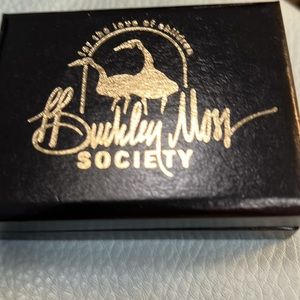 for the love of children
P Buckley Moss
SOCIETY